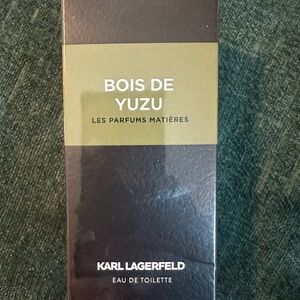 BOIS DE
YUZU
LES PARFUMS MATIÈRES
KARL LAGERFELD
EAU DE TOILETTE